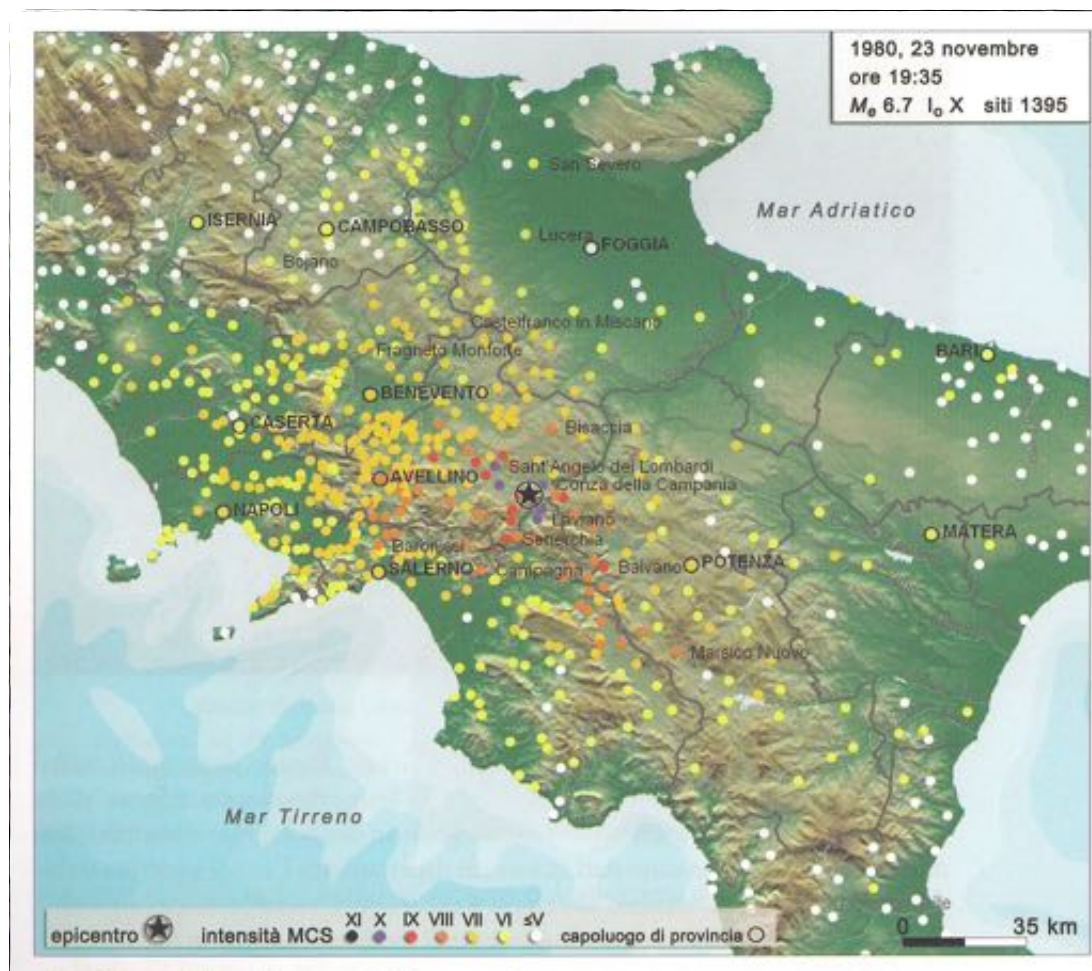 1980, 23 novembre
ore 19:35
Me 6.7 Io X siti 1395
San Severo
Mar Adriatico
ISERNIA
CAMPOBASSO
Lucera
FOGGIA
Bojano
Castelfranco in Miscano
Fragneto Monforte
BARI
BENEVENTO
CASERTA
Bisaccia
AVELLINO
Sant'Angelo dei Lombardi
Conza della Campania
NAPOLI
Laviano
MATERA
Senerchia
Baronissi
SALERNO
Campagna
Balvano
POTENZA
Marsico Nuovo
Mar Tirreno
XI X IX VIII VII VI ≤V
epicentro intensità MCS capoluogo di provincia
0 35 km